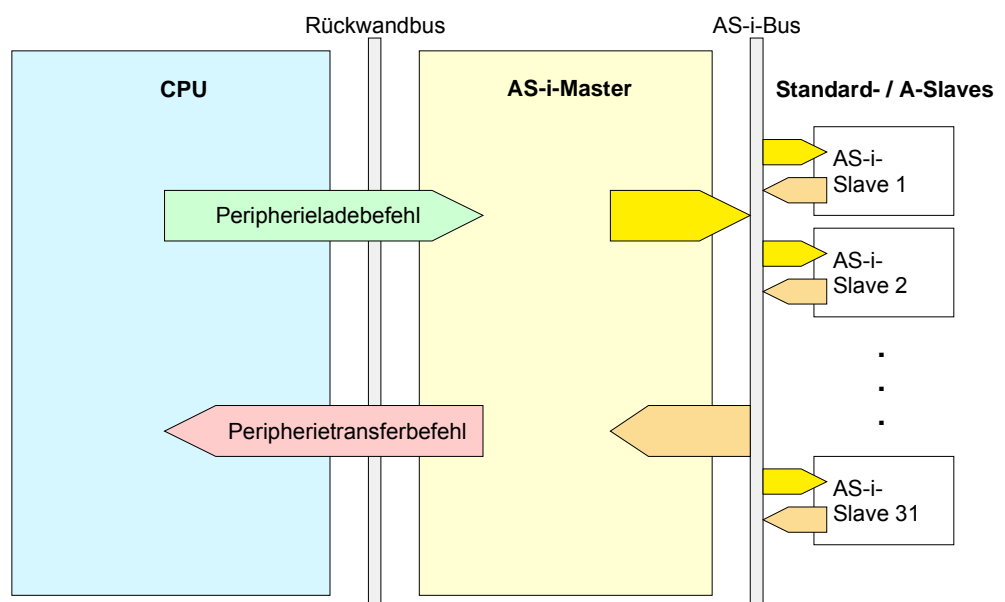 Rückwandbus
AS-i-Bus
CPU
AS-i-Master
Standard- / A-Slaves
AS-i-
Slave 1
Peripherieladebefehl
AS-i-
Slave 2
.
.
.
Peripherietransferbefehl
AS-i-
Slave 31